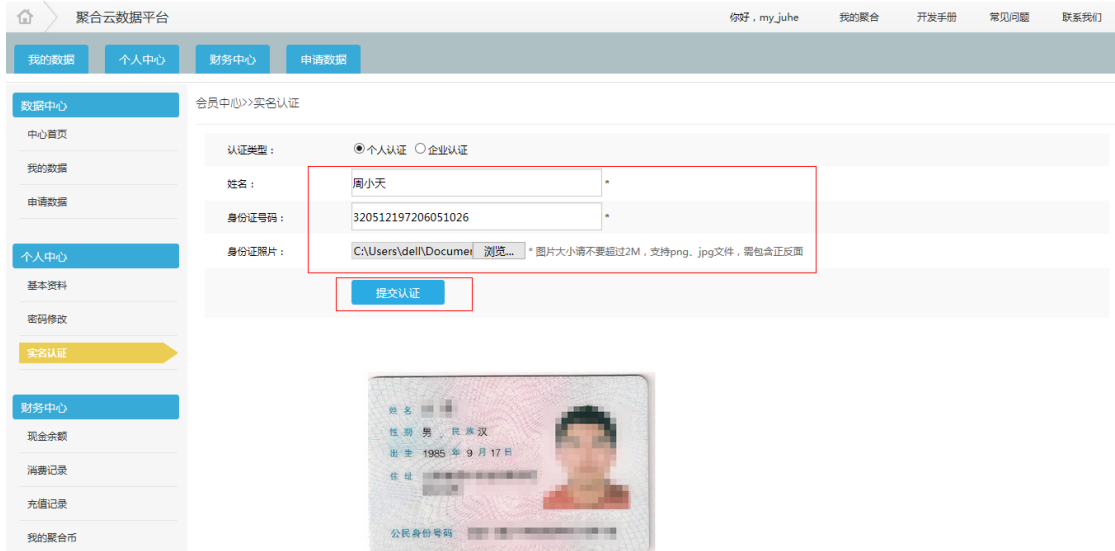 聚合云数据平台 你好，my_juhe 我的聚合 开发手册 常见问题 联系我们
我的数据 个人中心 财务中心 申请数据
数据中心
中心首页
我的数据
申请数据
个人中心
基本资料
密码修改
实名认证
财务中心
现金余额
消费记录
充值记录
我的聚合币
会员中心>>实名认证
认证类型： 个人认证 企业认证
姓名： 周小天 *
身份证号码： 320512197206051026 *
身份证照片： C:\Users\dell\Documer 浏览... * 图片大小请不要超过2M，支持png、jpg文件，需包含正反面
提交认证
姓名
性别 男 民族 汉
出生 1985 年 9 月 17 日
住址
公民身份号码